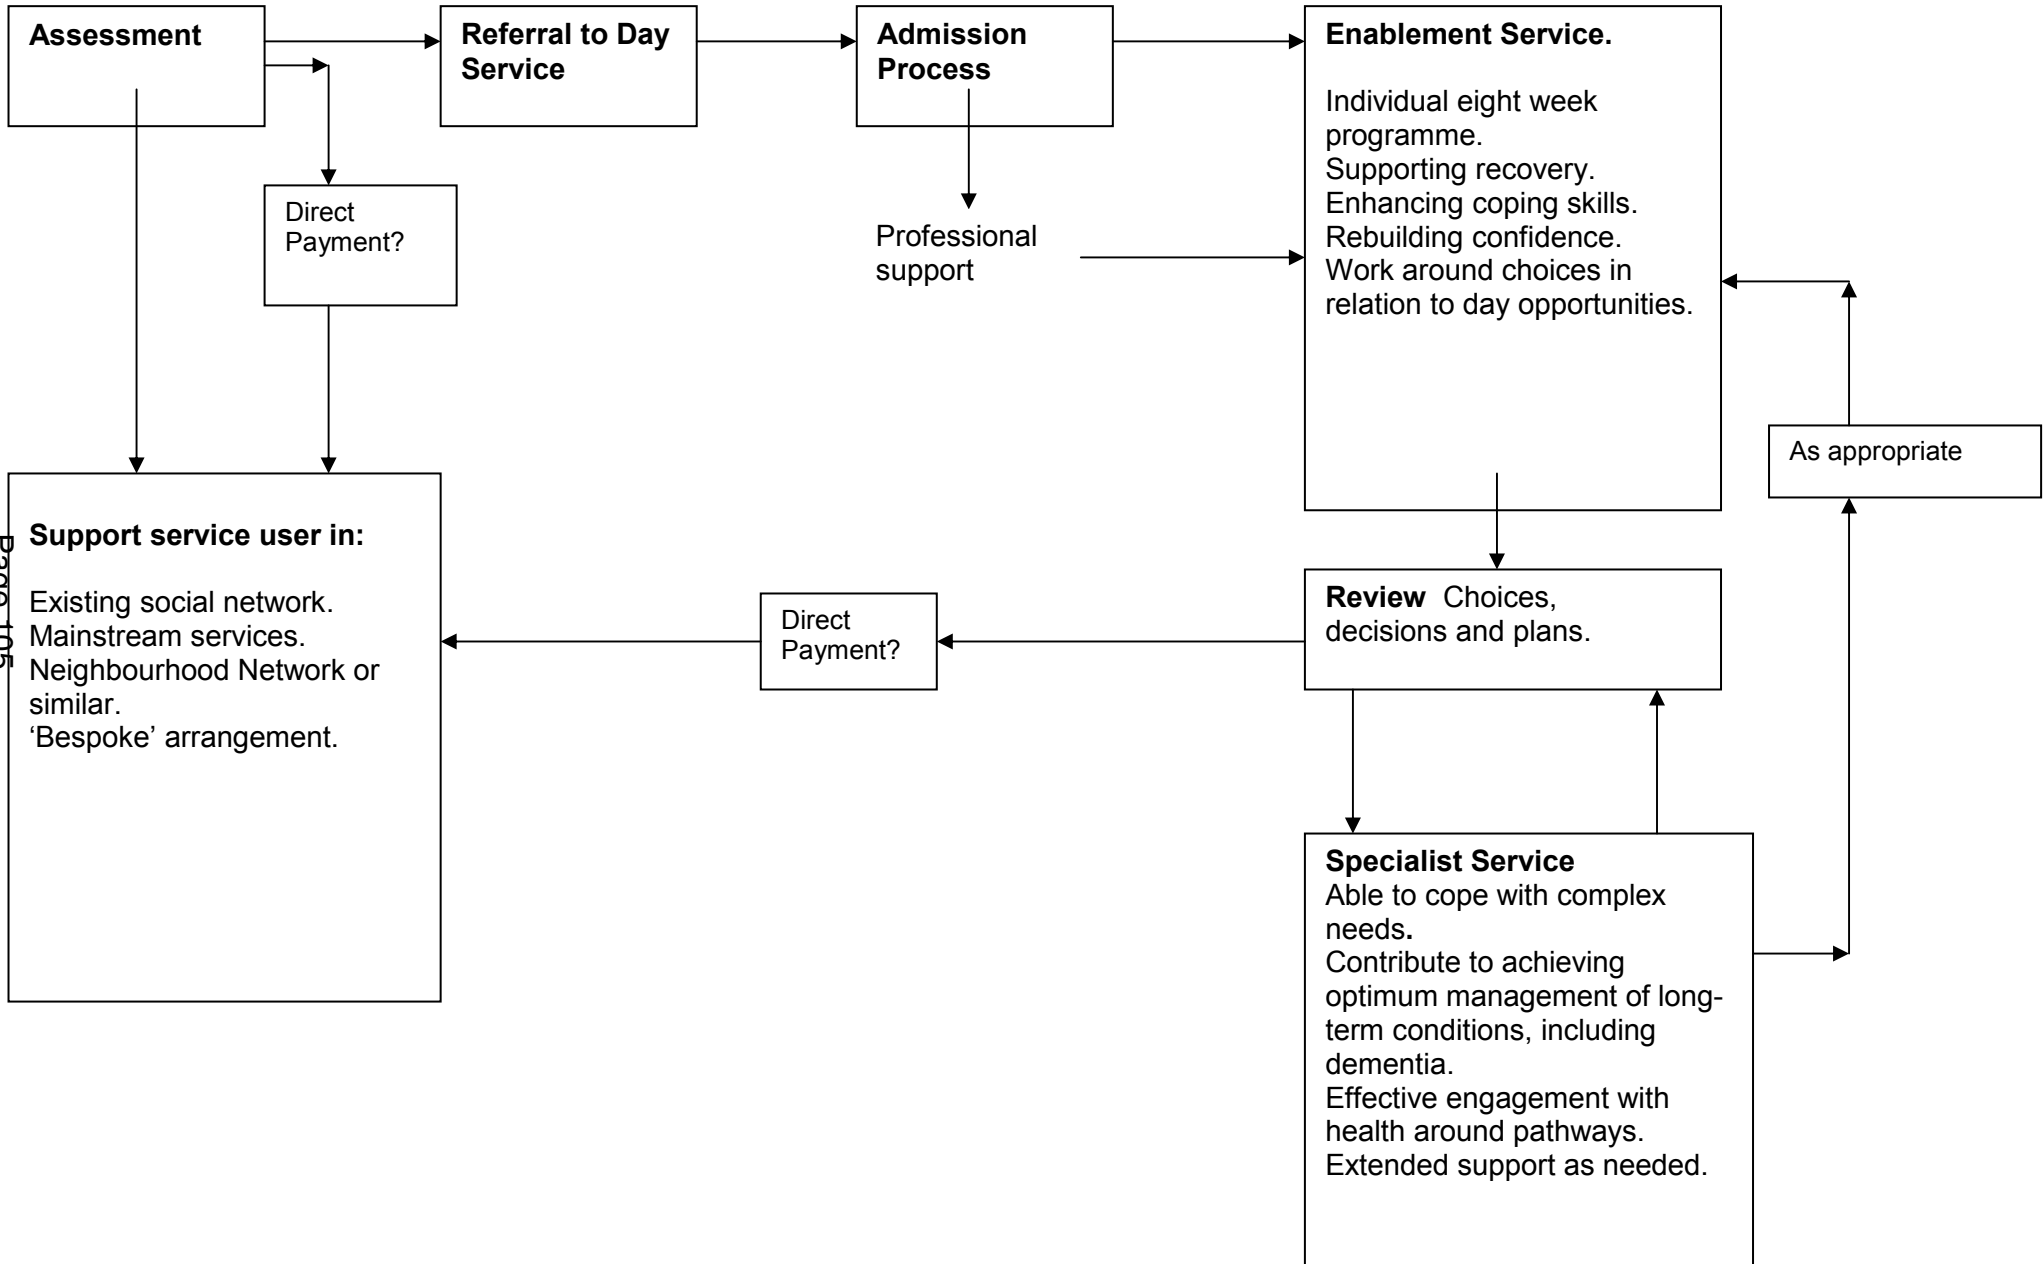 Assessment
Referral to Day
Service
Admission
Process
Enablement Service.
Individual eight week
programme.
Supporting recovery.
Enhancing coping skills.
Rebuilding confidence.
Work around choices in
relation to day opportunities.
Direct
Payment?
Professional
support
As appropriate
Support service user in:
Existing social network.
Mainstream services.
Neighbourhood Network or
similar.
‘Bespoke’ arrangement.
Page 105
Direct
Payment?
Review Choices,
decisions and plans.
Specialist Service
Able to cope with complex
needs.
Contribute to achieving
optimum management of long-
term conditions, including
dementia.
Effective engagement with
health around pathways.
Extended support as needed.